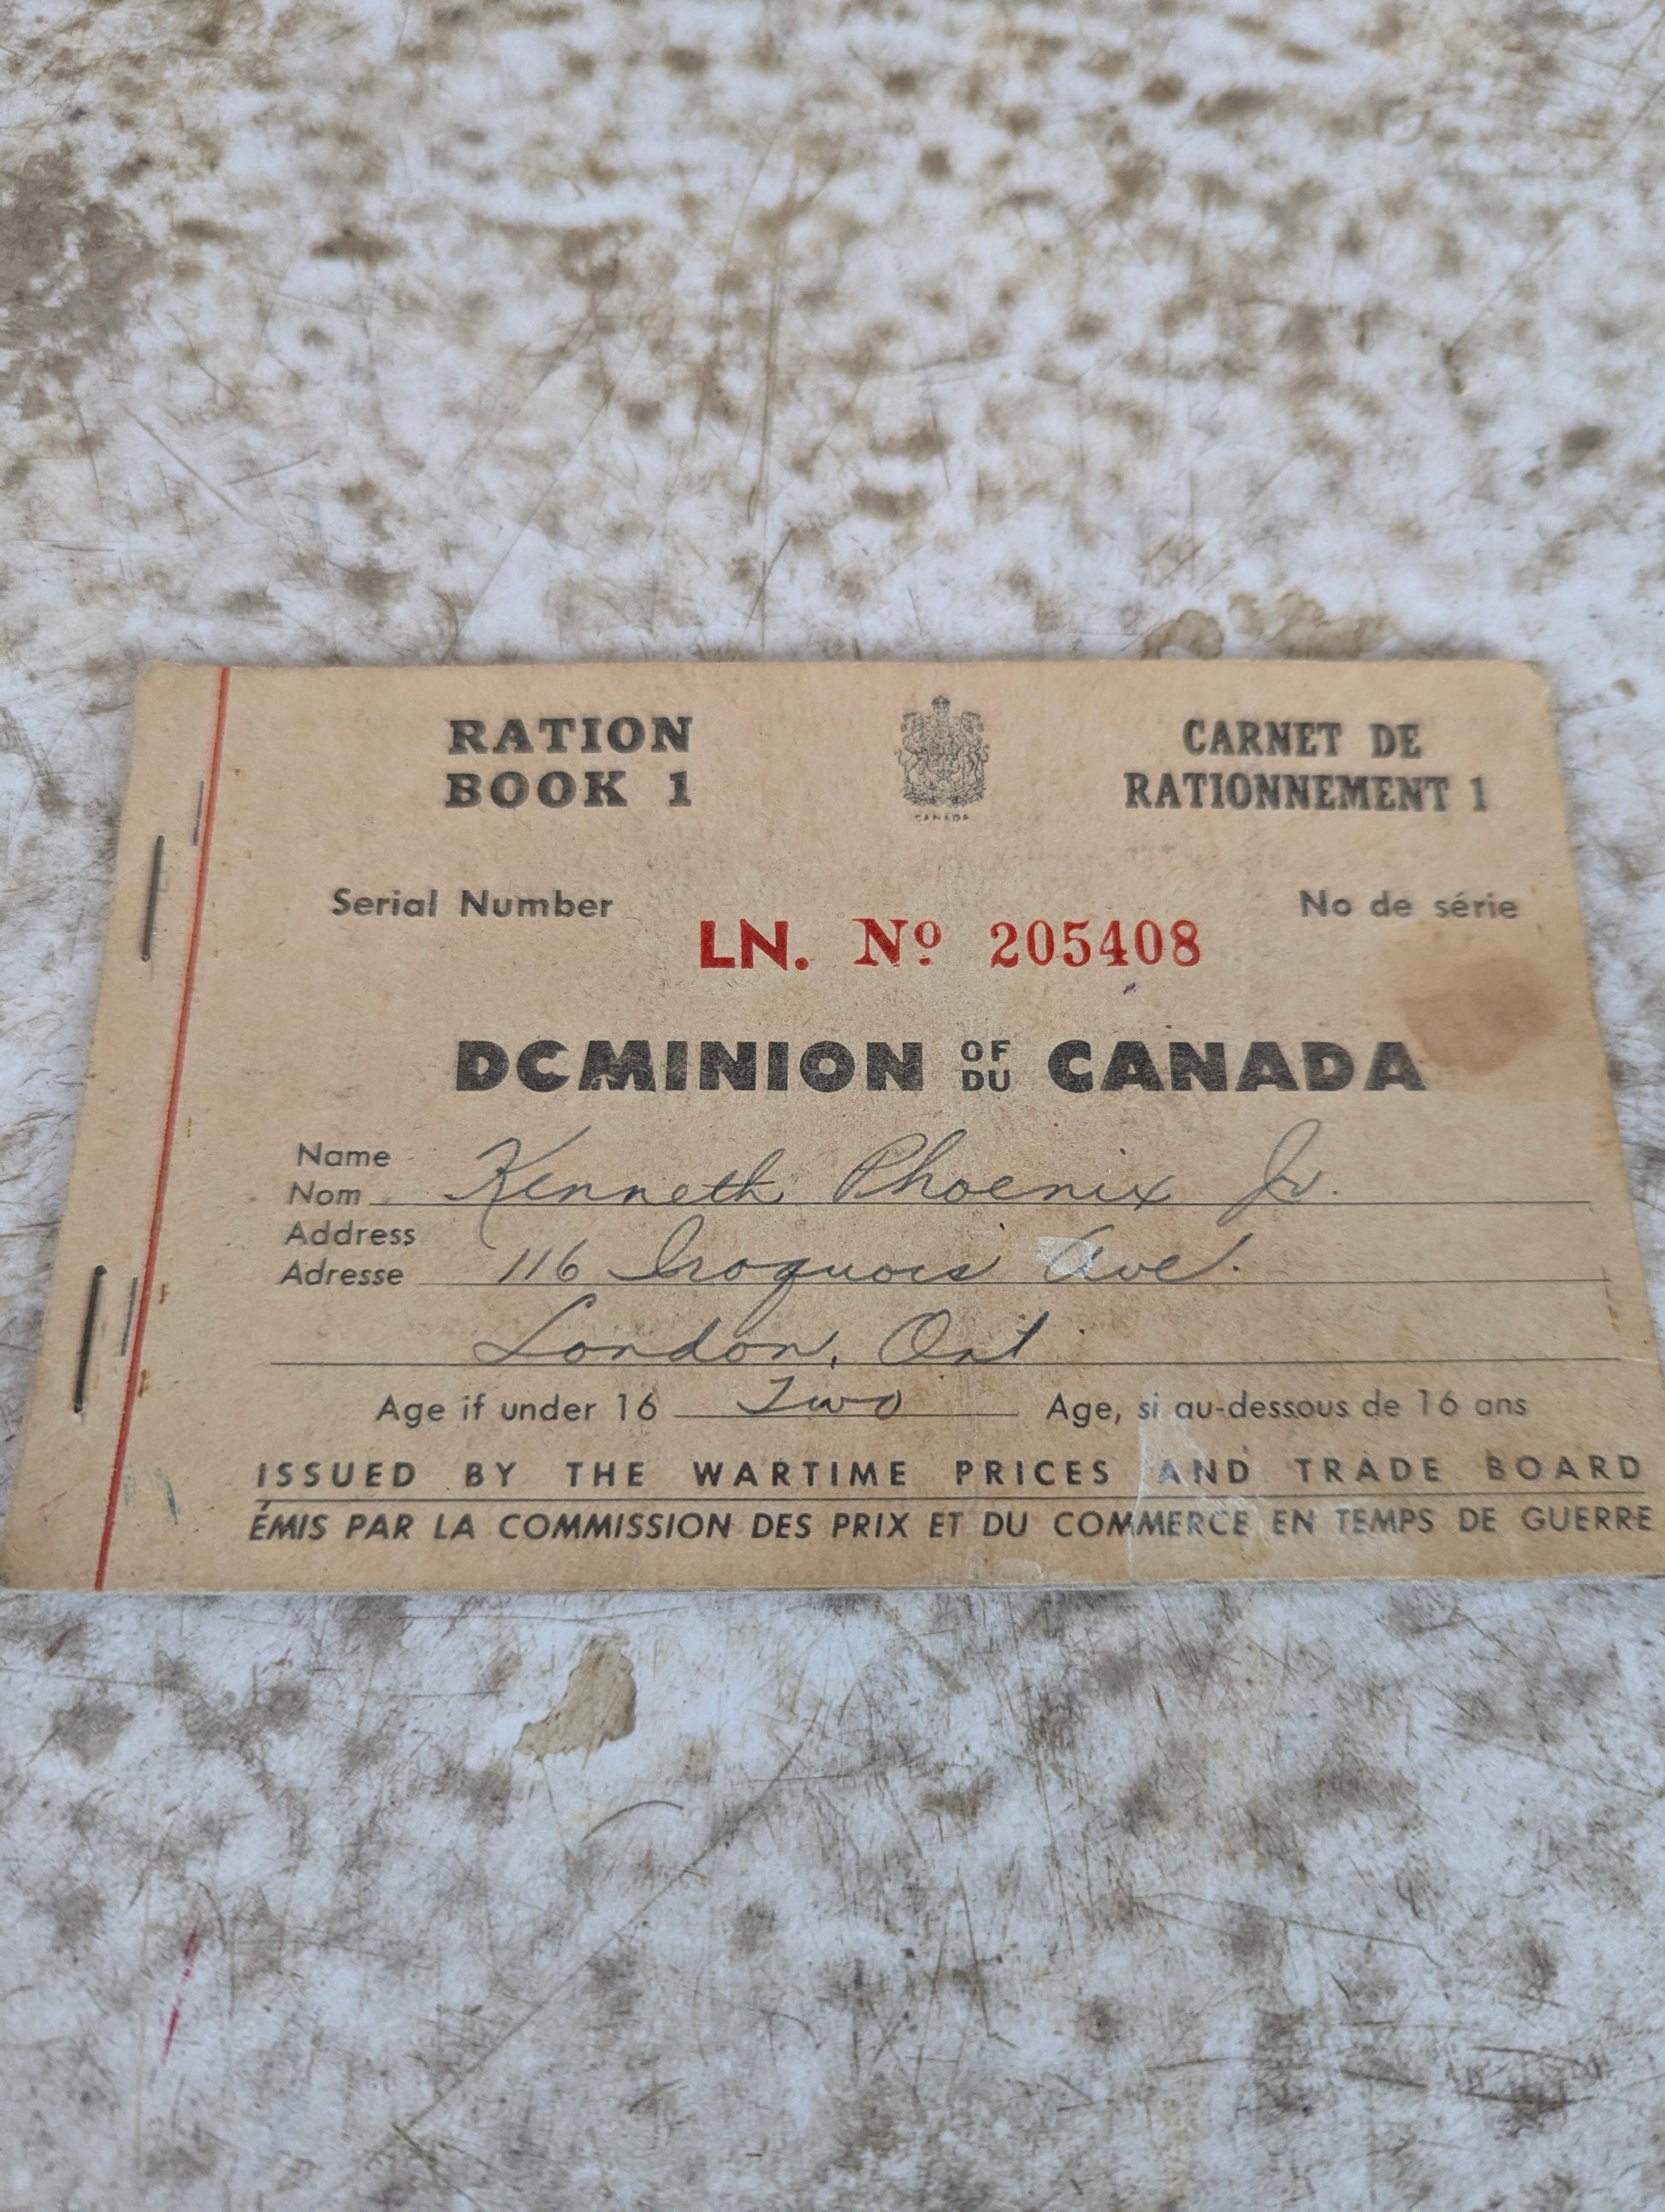 RATION
BOOK 1
CANADA
CARNET DE
RATIONNEMENT 1
Serial Number
No de série
LN. Nº 205408
DOMINION OF DU CANADA
Name
Nom
Kenneth Phoenix Jr.
Address
Adresse
116 Iroquois Ave.
London, Ont
Age if under 16 Two Age, si au-dessous de 16 ans
ISSUED BY THE WARTIME PRICES AND TRADE BOARD
ÉMIS PAR LA COMMISSION DES PRIX ET DU COMMERCE EN TEMPS DE GUERRE